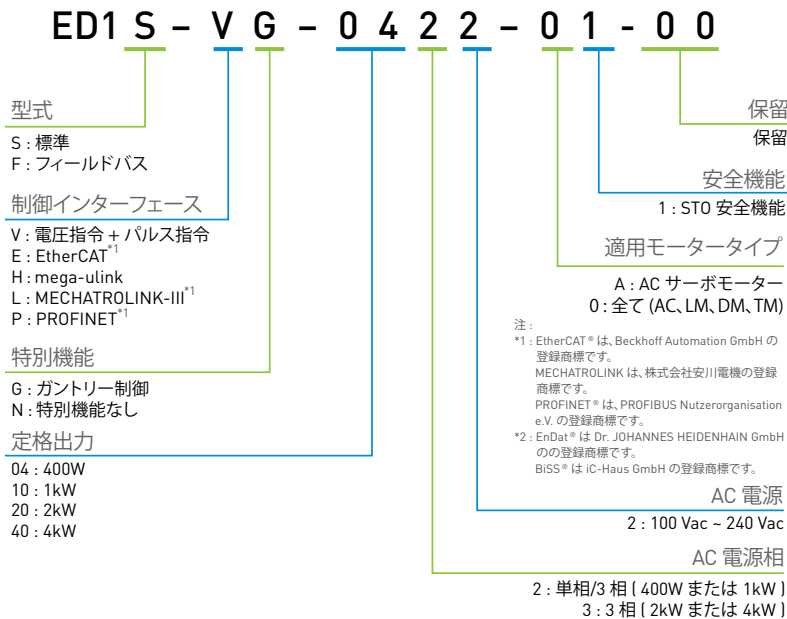 ED1 S – V G – 0 4 2 2 – 0 1 - 0 0
型式
S : 標準
F : フィールドバス
制御インターフェース
V : 電圧指令 + パルス指令
E : EtherCAT*1
H : mega-ulink
L : MECHATROLINK-III*1
P : PROFINET*1
特別機能
G : ガントリー制御
N : 特別機能なし
定格出力
04 : 400W
10 : 1kW
20 : 2kW
40 : 4kW
保留
保留
安全機能
1 : STO 安全機能
適用モータータイプ
A : AC サーボモーター
0 : 全て (AC、LM、DM、TM)
注 :
*1 : EtherCAT® は、Beckhoff Automation GmbH の
登録商標です。
MECHATROLINK は、株式会社安川電機の登録
商標です。
PROFINET® は、PROFIBUS Nutzerorganisation
e.V. の登録商標です。
*2 : EnDat® は Dr. JOHANNES HEIDENHAIN GmbH
のの登録商標です。
BiSS® は iC-Haus GmbH の登録商標です。
AC 電源
2 : 100 Vac ~ 240 Vac
AC 電源相
2 : 単相/3 相 ( 400W または 1kW )
3 : 3 相 ( 2kW または 4kW )